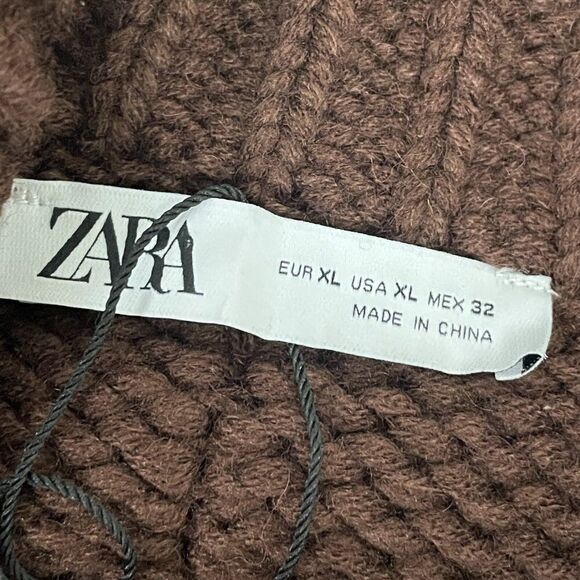 ZARA
EUR XL USA XL MEX 32
MADE IN CHINA